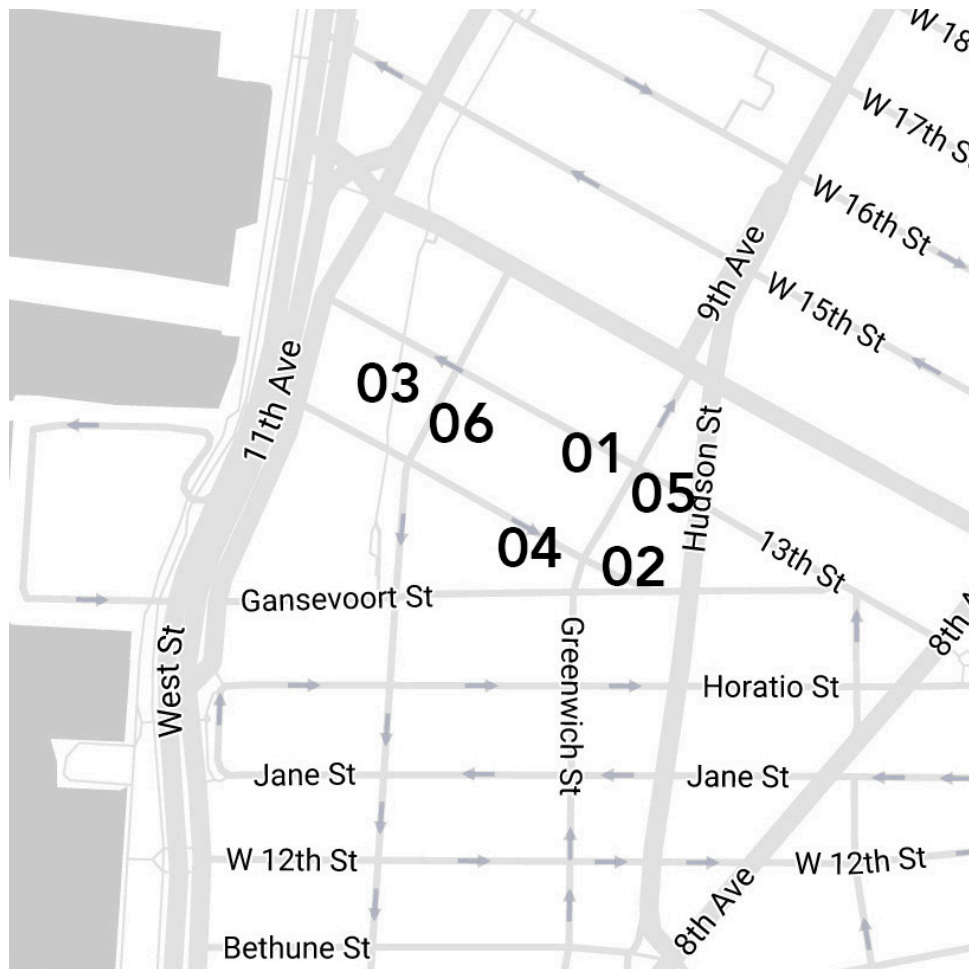 W 18
W 17th St
W 16th St
9th Ave
W 15th St
11th Ave
03
06
01
05
Hudson St
04
02
13th St
Gansevoort St
8th A
West St
Greenwich St
Horatio St
Jane St
Jane St
W 12th St
W 12th St
8th Ave
Bethune St